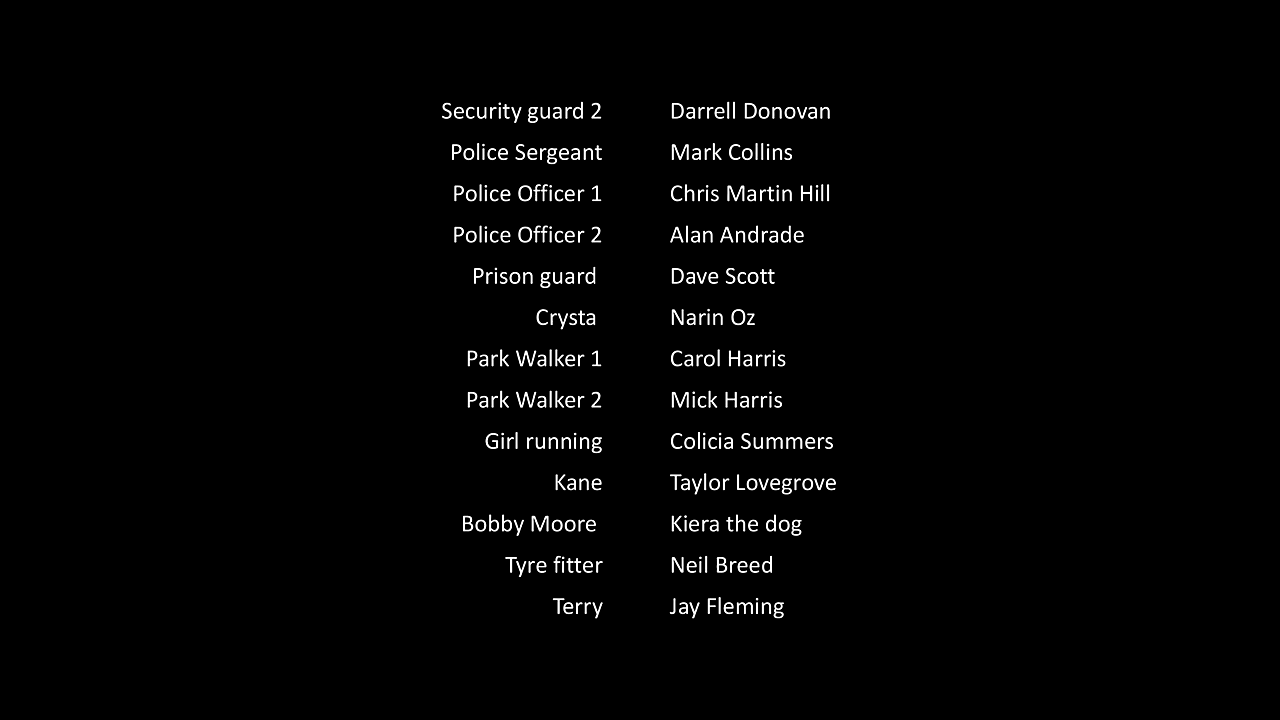 Security guard 2 Darrell Donovan
Police Sergeant Mark Collins
Police Officer 1 Chris Martin Hill
Police Officer 2 Alan Andrade
Prison guard Dave Scott
Crysta Narin Oz
Park Walker 1 Carol Harris
Park Walker 2 Mick Harris
Girl running Colicia Summers
Kane Taylor Lovegrove
Bobby Moore Kiera the dog
Tyre fitter Neil Breed
Terry Jay Fleming